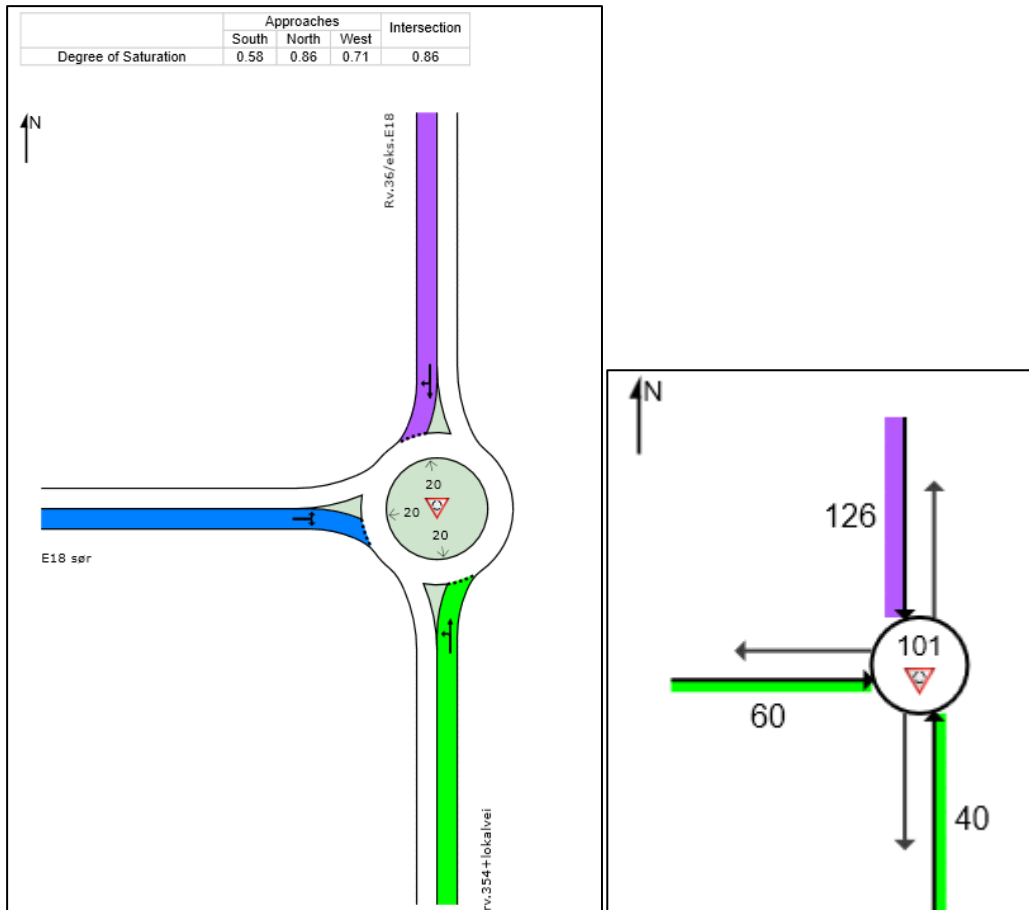 Approaches Intersection
South North West
Degree of Saturation 0.58 0.86 0.71 0.86
N
Rv.36/eks.E18
20
20
20
E18 sør
rv.354+lokalvei
N
126
101
60
40